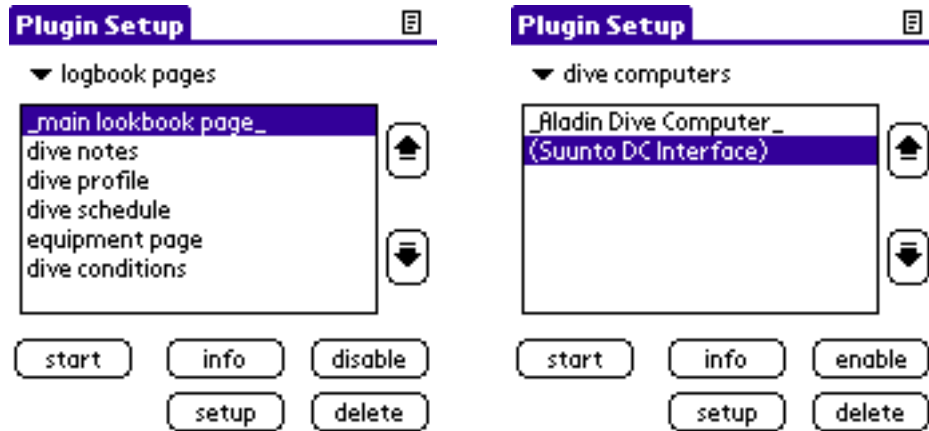 Plugin Setup
logbook pages
_main lookbook page_
dive notes
dive profile
dive schedule
equipment page
dive conditions
start info disable
setup delete
Plugin Setup
dive computers
_Aladin Dive Computer_
(Suunto DC Interface)
start info enable
setup delete